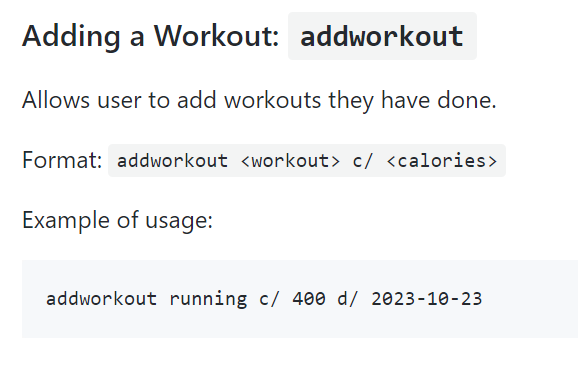 Adding a Workout: addworkout
Allows user to add workouts they have done.
Format: addworkout <workout> c/ <calories>
Example of usage:
addworkout running c/ 400 d/ 2023-10-23